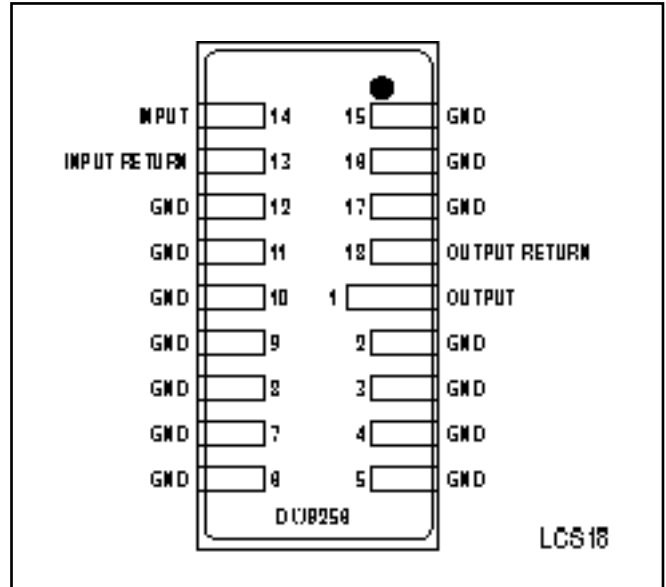 INPUT 14 15 GND
INPUT RETURN 13 16 GND
GND 12 17 GND
GND 11 18 OUTPUT RETURN
GND 10 1 OUTPUT
GND 9 2 GND
GND 8 3 GND
GND 7 4 GND
GND 6 5 GND
LCS18